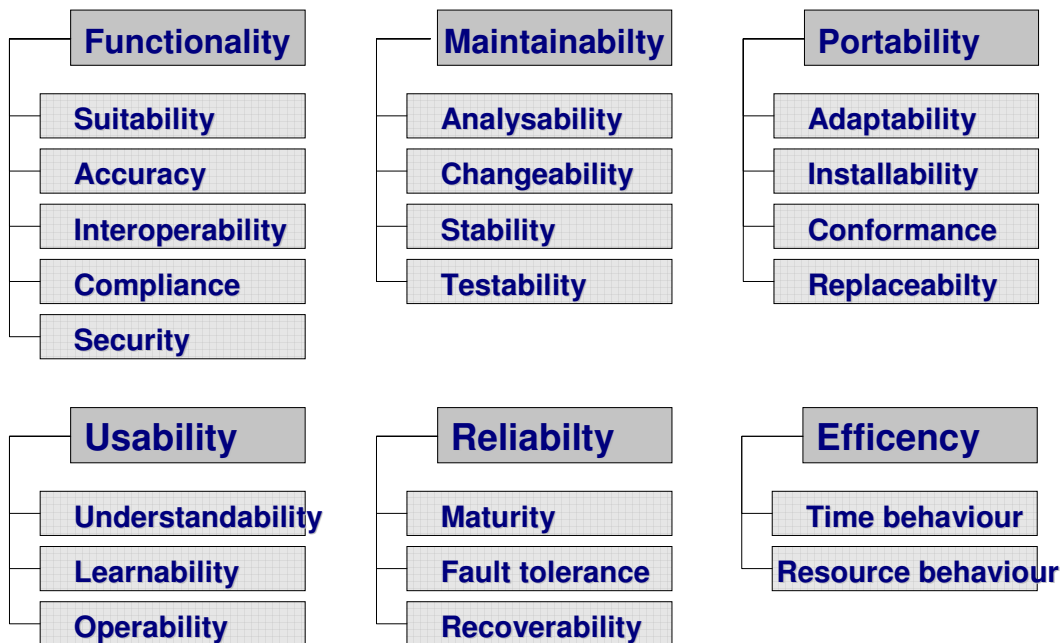 Functionality
Suitability
Accuracy
Interoperability
Compliance
Security
Maintainabilty
Analysability
Changeability
Stability
Testability
Portability
Adaptability
Installability
Conformance
Replaceabilty
Usability
Understandability
Learnability
Operability
Reliabilty
Maturity
Fault tolerance
Recoverability
Efficency
Time behaviour
Resource behaviour